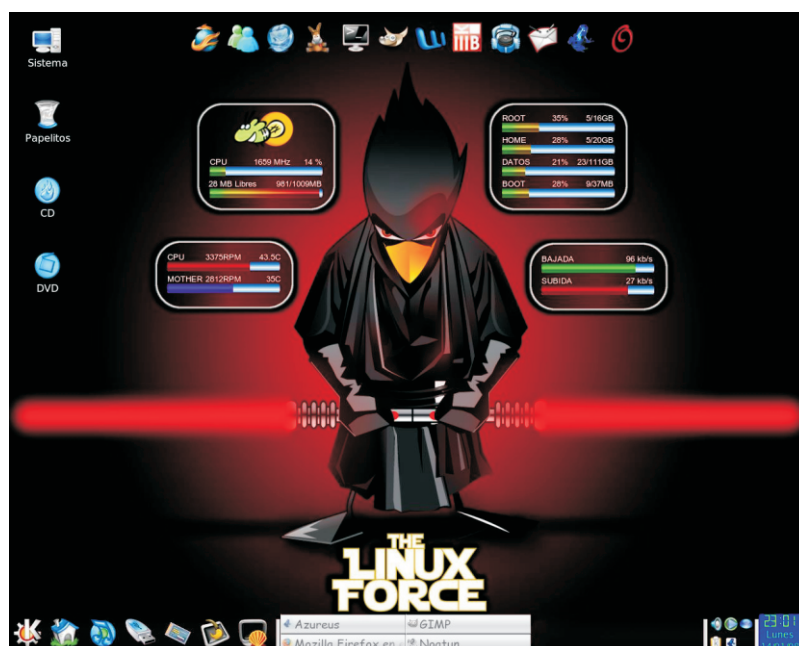 Sistema
Papelitos
CD
DVD
CPU 1659 MHz 14 %
28 MB Libres 981/1009MB
ROOT 35% 5/16GB
HOME 28% 5/20GB
DATOS 21% 23/111GB
BOOT 28% 9/37MB
CPU 3375RPM 43.5C
MOTHER 2812RPM 35C
BAJADA 96 kb/s
SUBIDA 27 kb/s
THE
LINUX
FORCE
Azureus
GIMP
Mozilla Firefox en
Noatun
23:01
Lunes